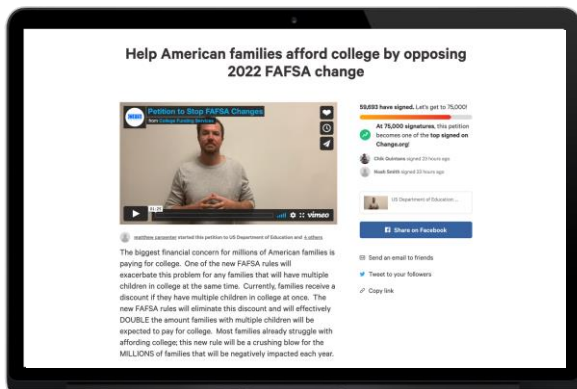 Help American families afford college by opposing
2022 FAFSA change
Petition to Stop FAFSA Changes
from College Funding Services
01:25
vimeo
matthew carpenter started this petition to US Department of Education and 4 others
The biggest financial concern for millions of American families is
paying for college. One of the new FAFSA rules will
exacerbate this problem for any families that will have multiple
children in college at the same time. Currently, families receive a
discount if they have multiple children in college at once. The
new FAFSA rules will eliminate this discount and will effectively
DOUBLE the amount families with multiple children will be
expected to pay for college. Most families already struggle with
affording college; this new rule will be a crushing blow for the
MILLIONS of families that will be negatively impacted each year.
59,693 have signed. Let's get to 75,000!
At 75,000 signatures, this petition
becomes one of the top signed on
Change.org!
signed 23 hours ago
Noah Smith signed 23 hours ago
US Department of Education ...
Share on Facebook
Send an email to friends
Tweet to your followers
Copy link